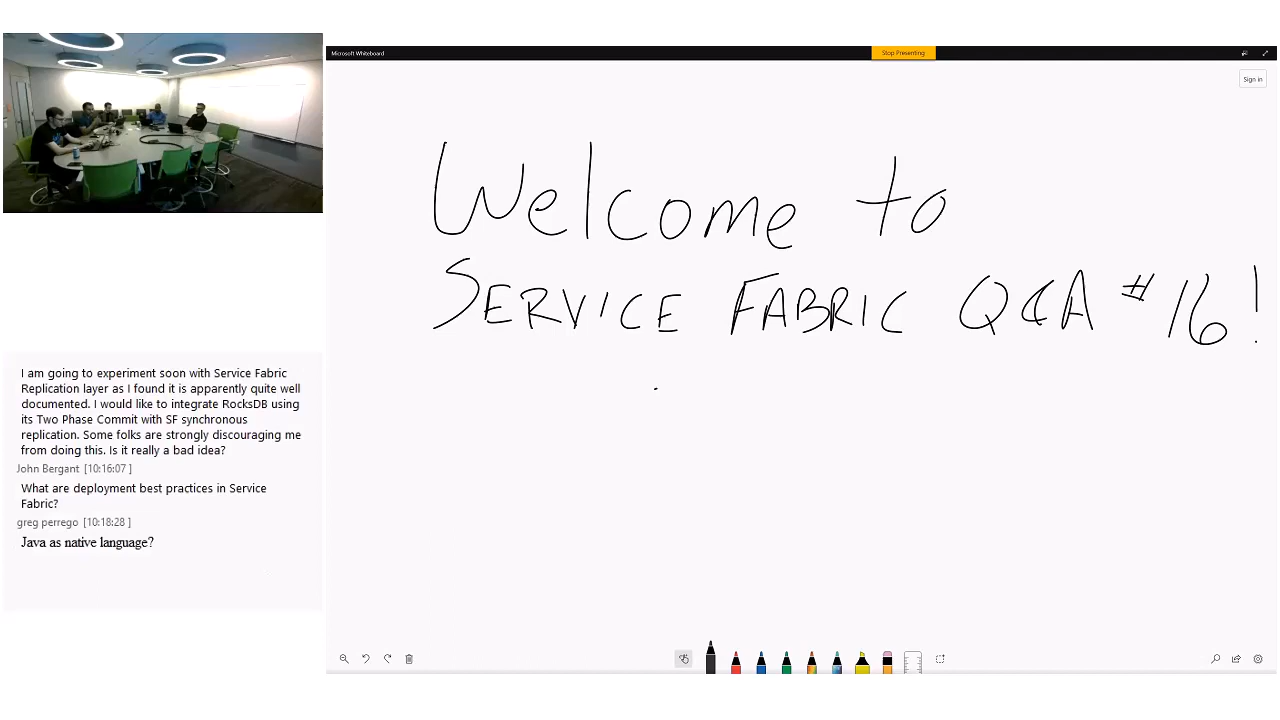 Microsoft Whiteboard
Stop Presenting
Sign in
Welcome to
SERVICE FABRIC Q&A #16!
I am going to experiment soon with Service Fabric
Replication layer as I found it is apparently quite well
documented. I would like to integrate RocksDB using
its Two Phase Commit with SF synchronous
replication. Some folks are strongly discouraging me
from doing this. Is it really a bad idea?
John Bergant [10:16:07 ]
What are deployment best practices in Service
Fabric?
greg perrego [10:18:28 ]
Java as native language?